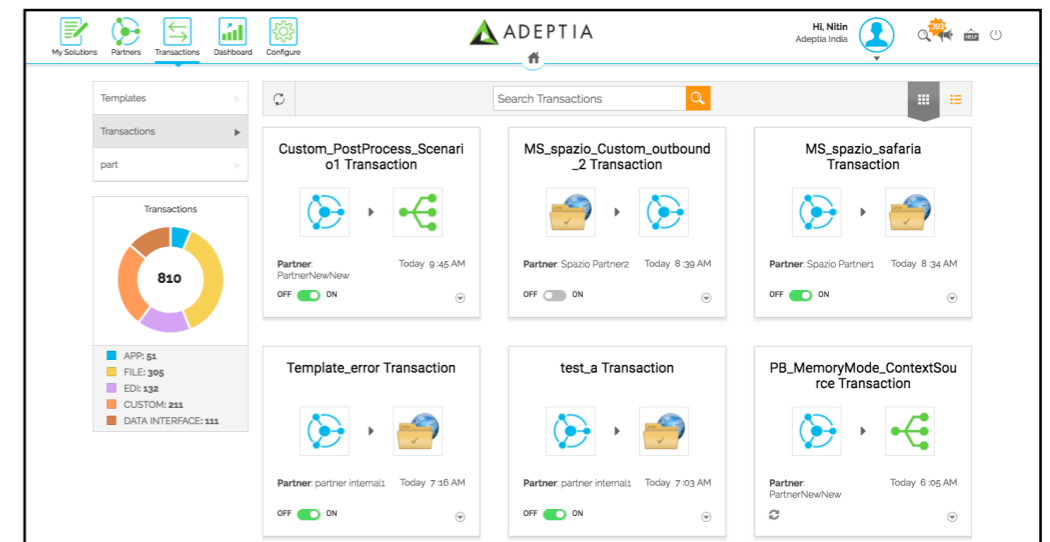 My Solutions
Partners
Transactions
Dashboard
Configure
ADEPTIA
Hi, Nitin
Adeptia India
HELP
Templates
Transactions
part
Search Transactions
Transactions
810
APP: 51
FILE: 305
EDI: 132
CUSTOM: 211
DATA INTERFACE: 111
Custom_PostProcess_Scenari
o1 Transaction
Partner:
PartnerNewNew
Today 9 :45 AM
OFF ON
MS_spazio_Custom_outbound
_2 Transaction
Partner: Spazio Partner2
Today 8 :39 AM
OFF ON
MS_spazio_safaria
Transaction
Partner: Spazio Partner1
Today 8 :34 AM
OFF ON
Template_error Transaction
Partner: partner internal1
Today 7 :16 AM
OFF ON
test_a Transaction
Partner: partner internal1
Today 7 :03 AM
OFF ON
PB_MemoryMode_ContextSou
rce Transaction
Partner:
PartnerNewNew
Today 6 :05 AM